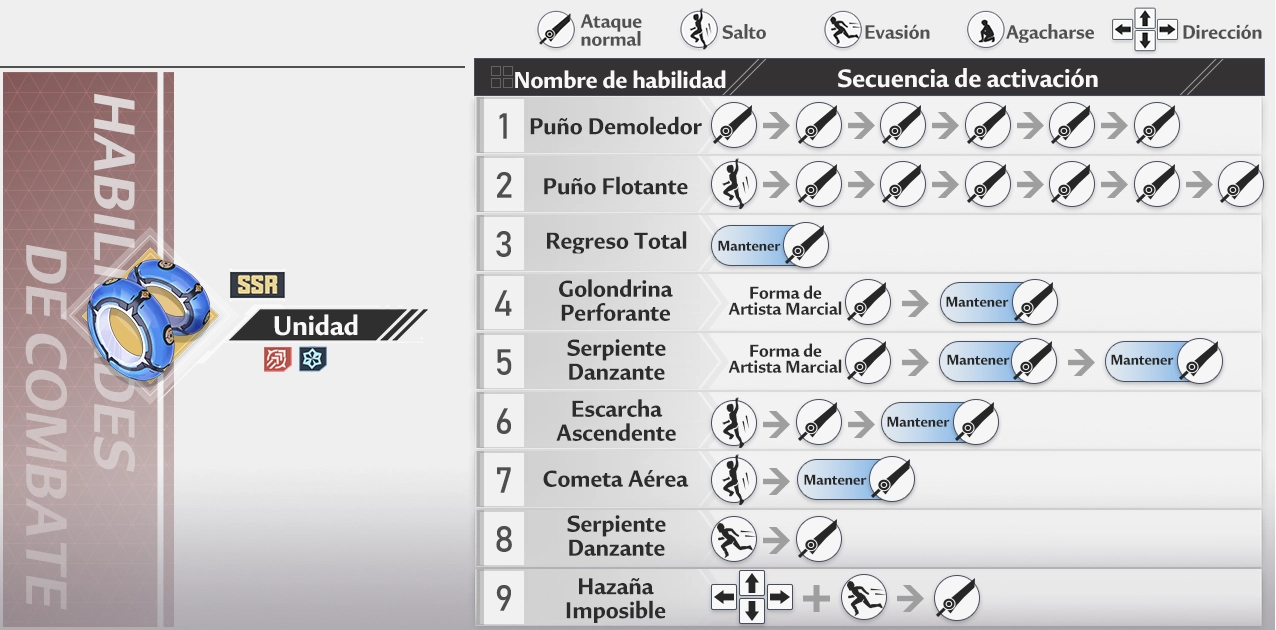 Ataque
normal
Salto
Evasión
Agacharse
Dirección
HABILIDADES
DE COMBATE
SSR
Unidad
Nombre de habilidad
Secuencia de activación
1 Puño Demoledor
2 Puño Flotante
3 Regreso Total
Mantener
4 Golondrina
Perforante
Forma de
Artista Marcial
Mantener
5 Serpiente
Danzante
Forma de
Artista Marcial
Mantener
Mantener
6 Escarcha
Ascendente
Mantener
7 Cometa Aérea
Mantener
8 Serpiente
Danzante
9 Hazaña
Imposible